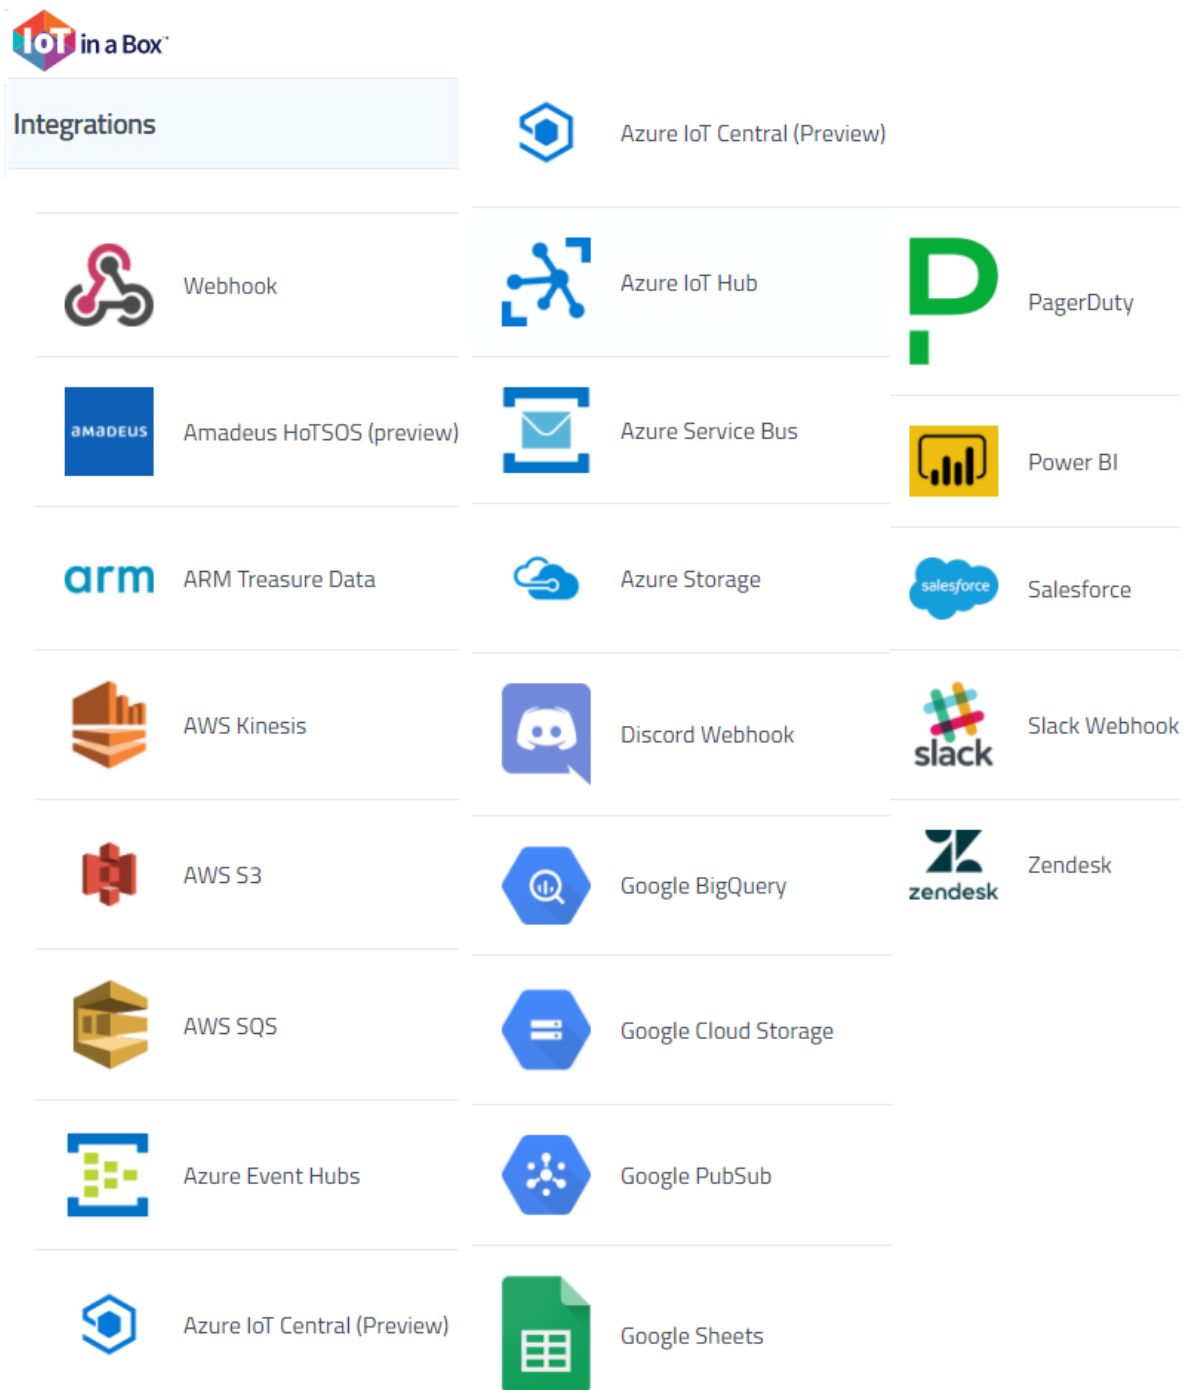 IoT in a Box™
Integrations
Webhook
amadeus
Amadeus HoTSOS (preview)
arm
ARM Treasure Data
AWS Kinesis
AWS S3
AWS SQS
Azure Event Hubs
Azure IoT Central (Preview)
Azure IoT Central (Preview)
Azure IoT Hub
Azure Service Bus
Azure Storage
Discord Webhook
Google BigQuery
Google Cloud Storage
Google PubSub
Google Sheets
P
PagerDuty
Power BI
salesforce
Salesforce
slack
Slack Webhook
zendesk
Zendesk